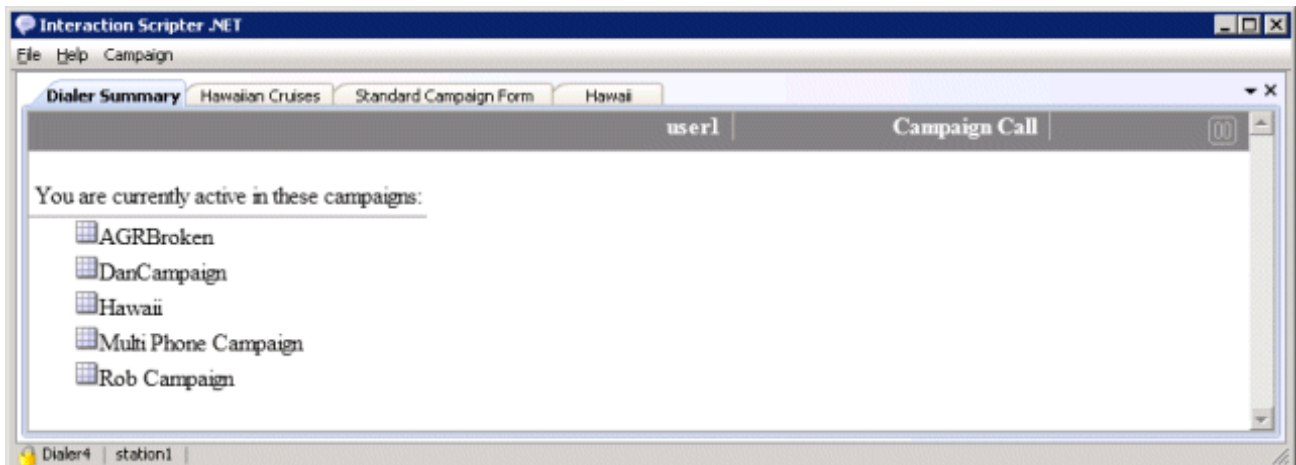 Interaction Scripter .NET
File Help Campaign
Dialer Summary Hawaiian Cruises Standard Campaign Form Hawaii
user1 Campaign Call
You are currently active in these campaigns:
AGRBroken
DanCampaign
Hawaii
Multi Phone Campaign
Rob Campaign
Dialer4 station1